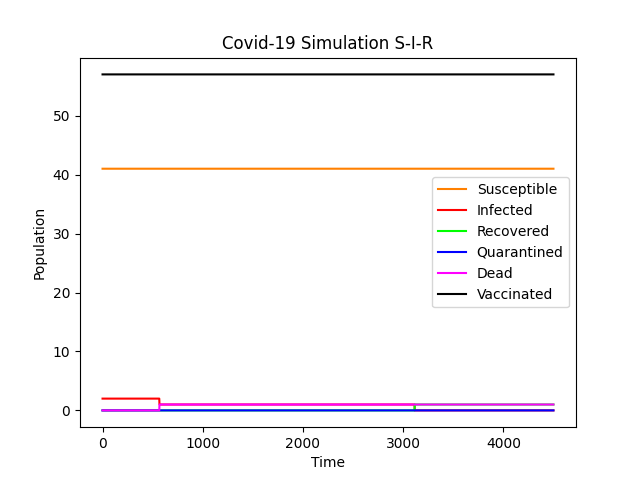 Covid-19 Simulation S-I-R
Population
50
40
30
20
10
0
Susceptible
Infected
Recovered
Quarantined
Dead
Vaccinated
0 1000 2000 3000 4000
Time